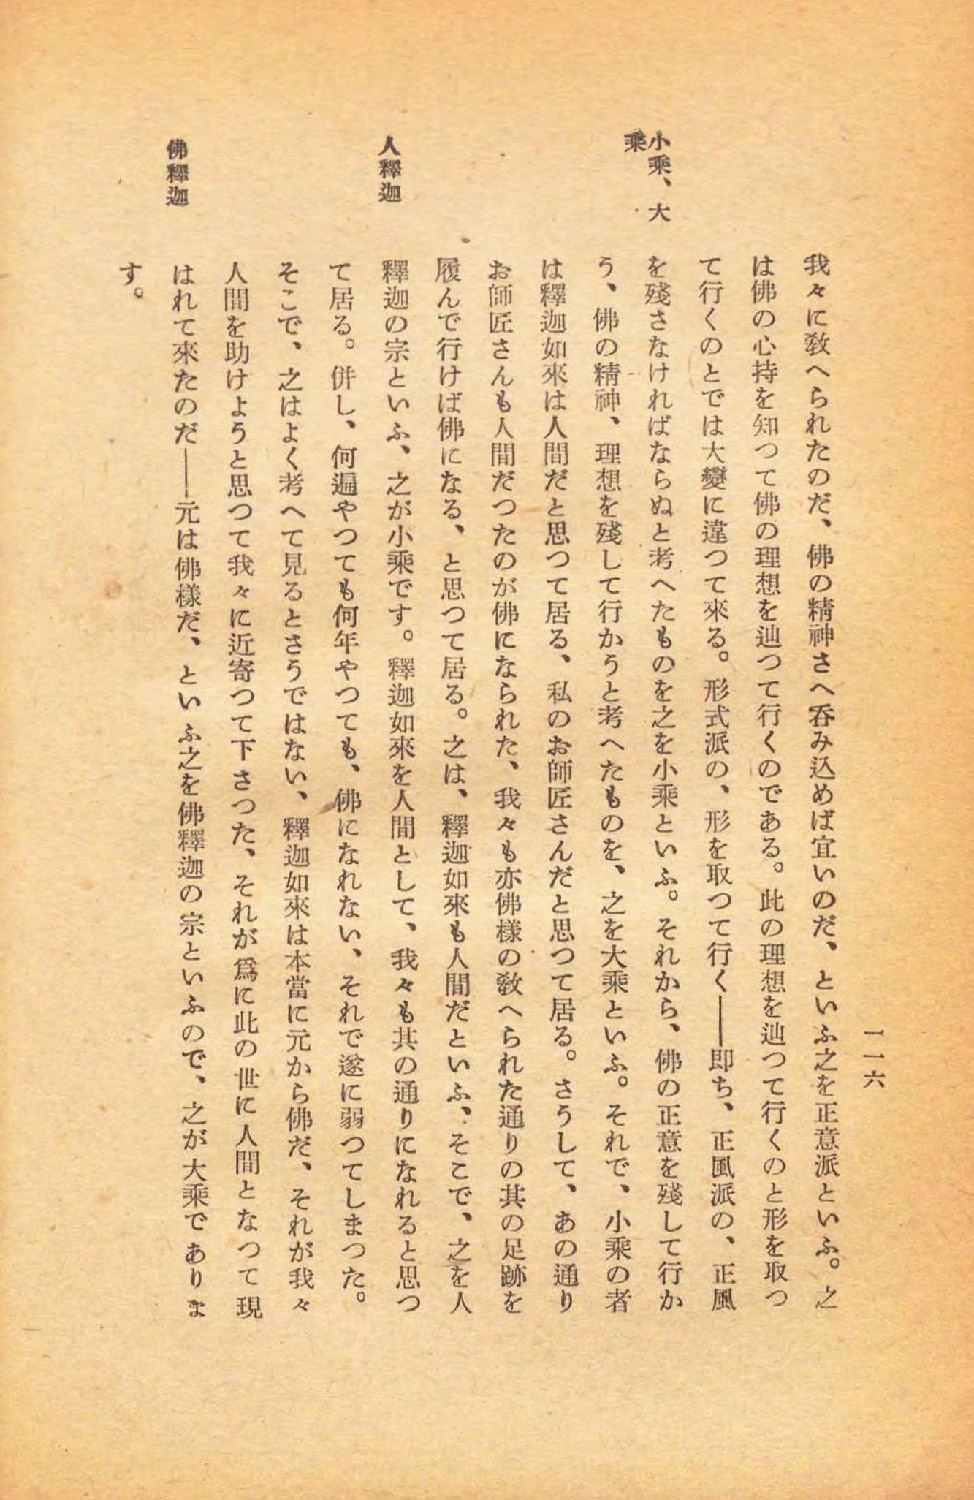 一一六
我々に敎へられたのだ、佛の精神さへ呑み込めば宜いのだ、といふ之を正意派といふ。之
は佛の心持を知つて佛の理想を辿つて行くのである。此の理想を辿つて行くのと形を取つ
て行くのとでは大變に違つて來る。形式派の、形を取つて行く——即ち、正風派の、正風
小乘、大
乘
を殘さなければならぬと考へたものを之を小乘といふ。それから、佛の正意を殘して行か
う、佛の精神、理想を殘して行かうと考へたものを、之を大乘といふ。それで、小乘の者
は釋迦如來は人間だと思つて居る、私のお師匠さんだと思つて居る。さうして、あの通り
お師匠さんも人間だつたのが佛になられた、我々も亦佛樣の敎へられた通りの其の足跡を
履んで行けば佛になる、と思つて居る。之は、釋迦如來も人間だといふ、そこで、之を人
人釋迦
釋迦の宗といふ、之が小乘です。釋迦如來を人間として、我々も其の通りになれると思つ
て居る。併し、何遍やつても何年やつても、佛になれない、それで遂に弱つてしまつた。
そこで、之はよく考へて見るとさうではない、釋迦如來は本當に元から佛だ、それが我々
人間を助けようと思つて我々に近寄つて下さつた、それが爲に此の世に人間となつて現
佛釋迦
はれて來たのだ——元は佛樣だ、といふ之を佛釋迦の宗といふので、之が大乘でありま
す。